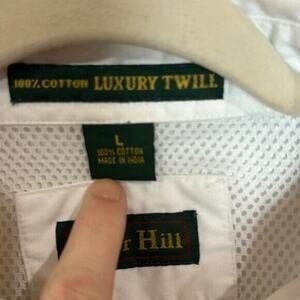 100% COTTON LUXURY TWILL
L
100% COTTON
MADE IN INDIA
Hill